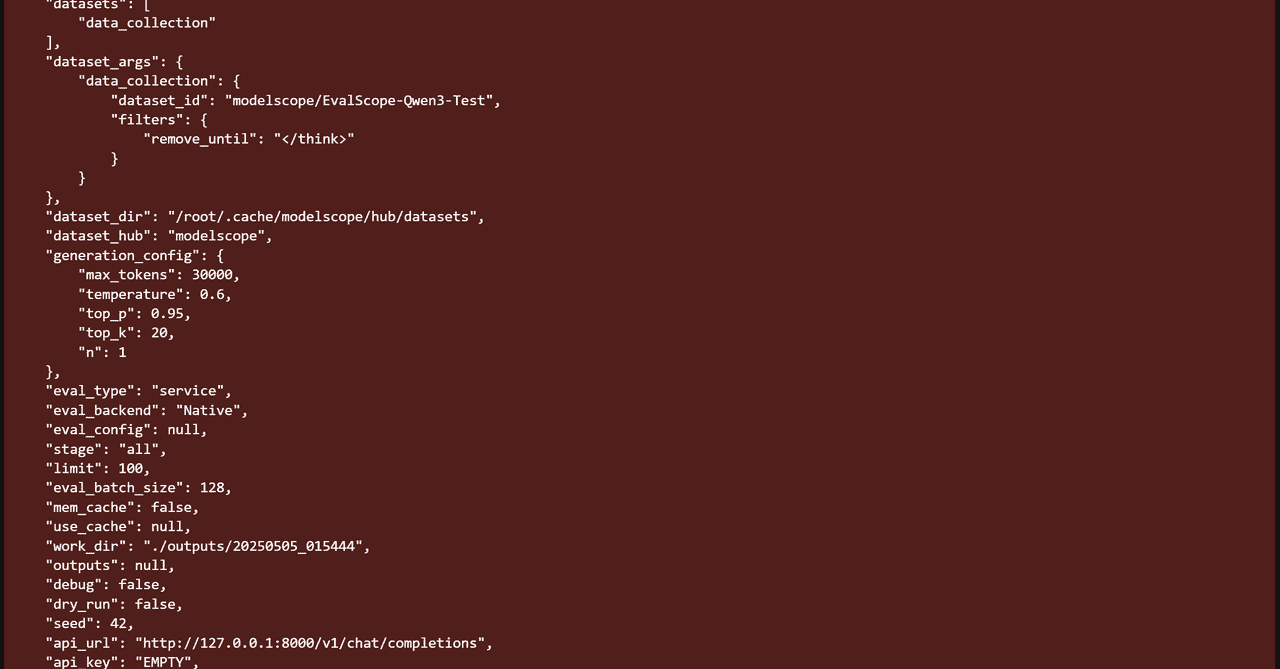 "datasets": [
"data_collection"
],
"dataset_args": {
"data_collection": {
"dataset_id": "modelscope/EvalScope-Qwen3-Test",
"filters": {
"remove_until": "</think>"
}
}
},
"dataset_dir": "/root/.cache/modelscope/hub/datasets",
"dataset_hub": "modelscope",
"generation_config": {
"max_tokens": 30000,
"temperature": 0.6,
"top_p": 0.95,
"top_k": 20,
"n": 1
},
"eval_type": "service",
"eval_backend": "Native",
"eval_config": null,
"stage": "all",
"limit": 100,
"eval_batch_size": 128,
"mem_cache": false,
"use_cache": null,
"work_dir": "./outputs/20250505_015444",
"outputs": null,
"debug": false,
"dry_run": false,
"seed": 42,
"api_url": "http://127.0.0.1:8000/v1/chat/completions",
"api_key": "EMPTY",